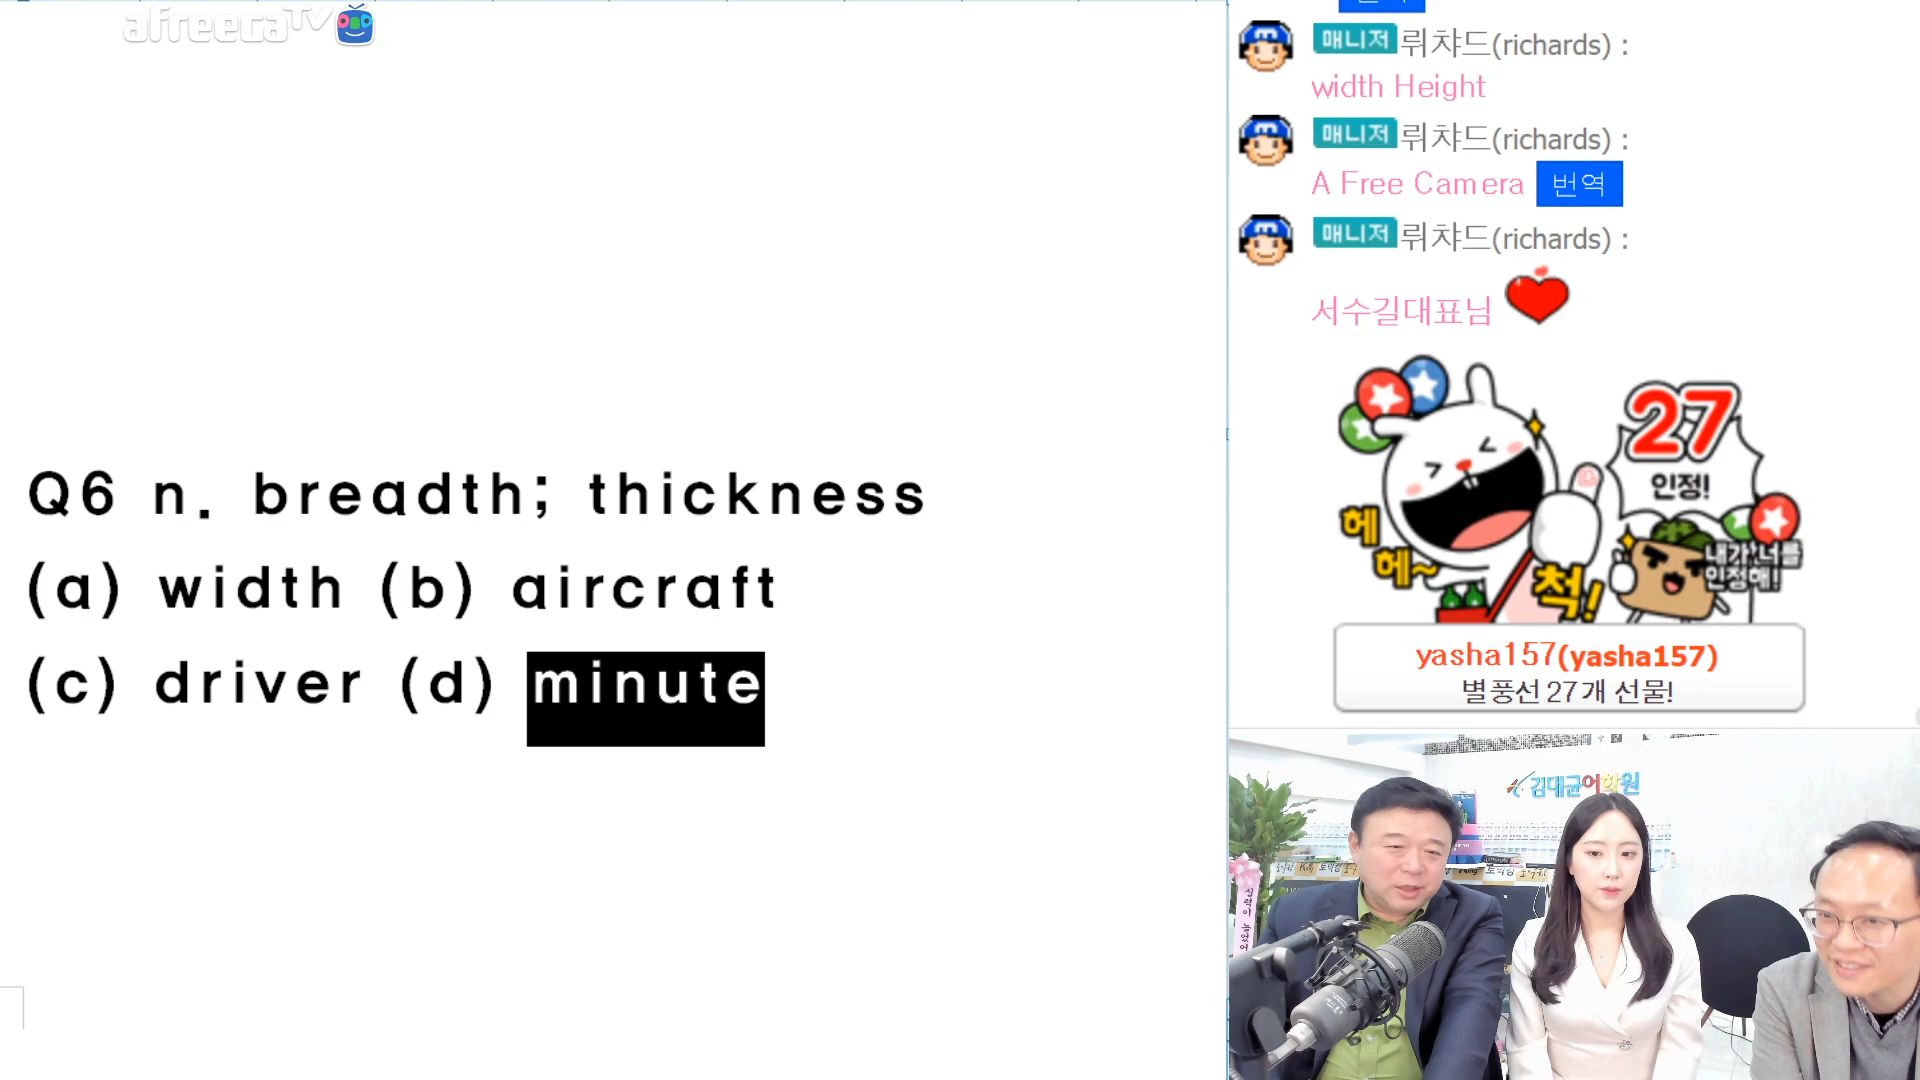 afreecaTV
Q6 n. breadth; thickness
(a) width (b) aircraft
(c) driver (d) minute
매니저 뤼챠드(richards) :
width Height
매니저 뤼챠드(richards) :
A Free Camera 번역
매니저 뤼챠드(richards) :
서수길대표님
27
인정!
헤
헤~
척!
내가 너를
인정해!
yasha157(yasha157)
별풍선 27개 선물!
김대균어학원